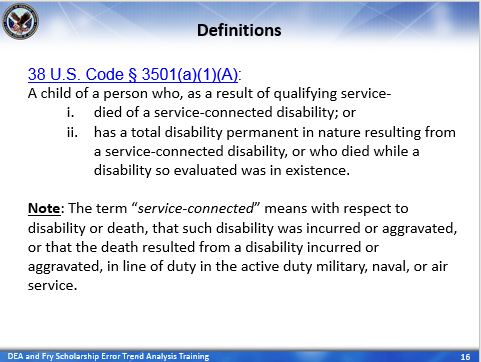 Definitions
38 U.S. Code § 3501(a)(1)(A):
A child of a person who, as a result of qualifying service-
i. died of a service-connected disability; or
ii. has a total disability permanent in nature resulting from
a service-connected disability, or who died while a
disability so evaluated was in existence.
Note: The term “service-connected” means with respect to
disability or death, that such disability was incurred or aggravated,
or that the death resulted from a disability incurred or
aggravated, in line of duty in the active duty military, naval, or air
service.
DEA and Fry Scholarship Error Trend Analysis Training 16